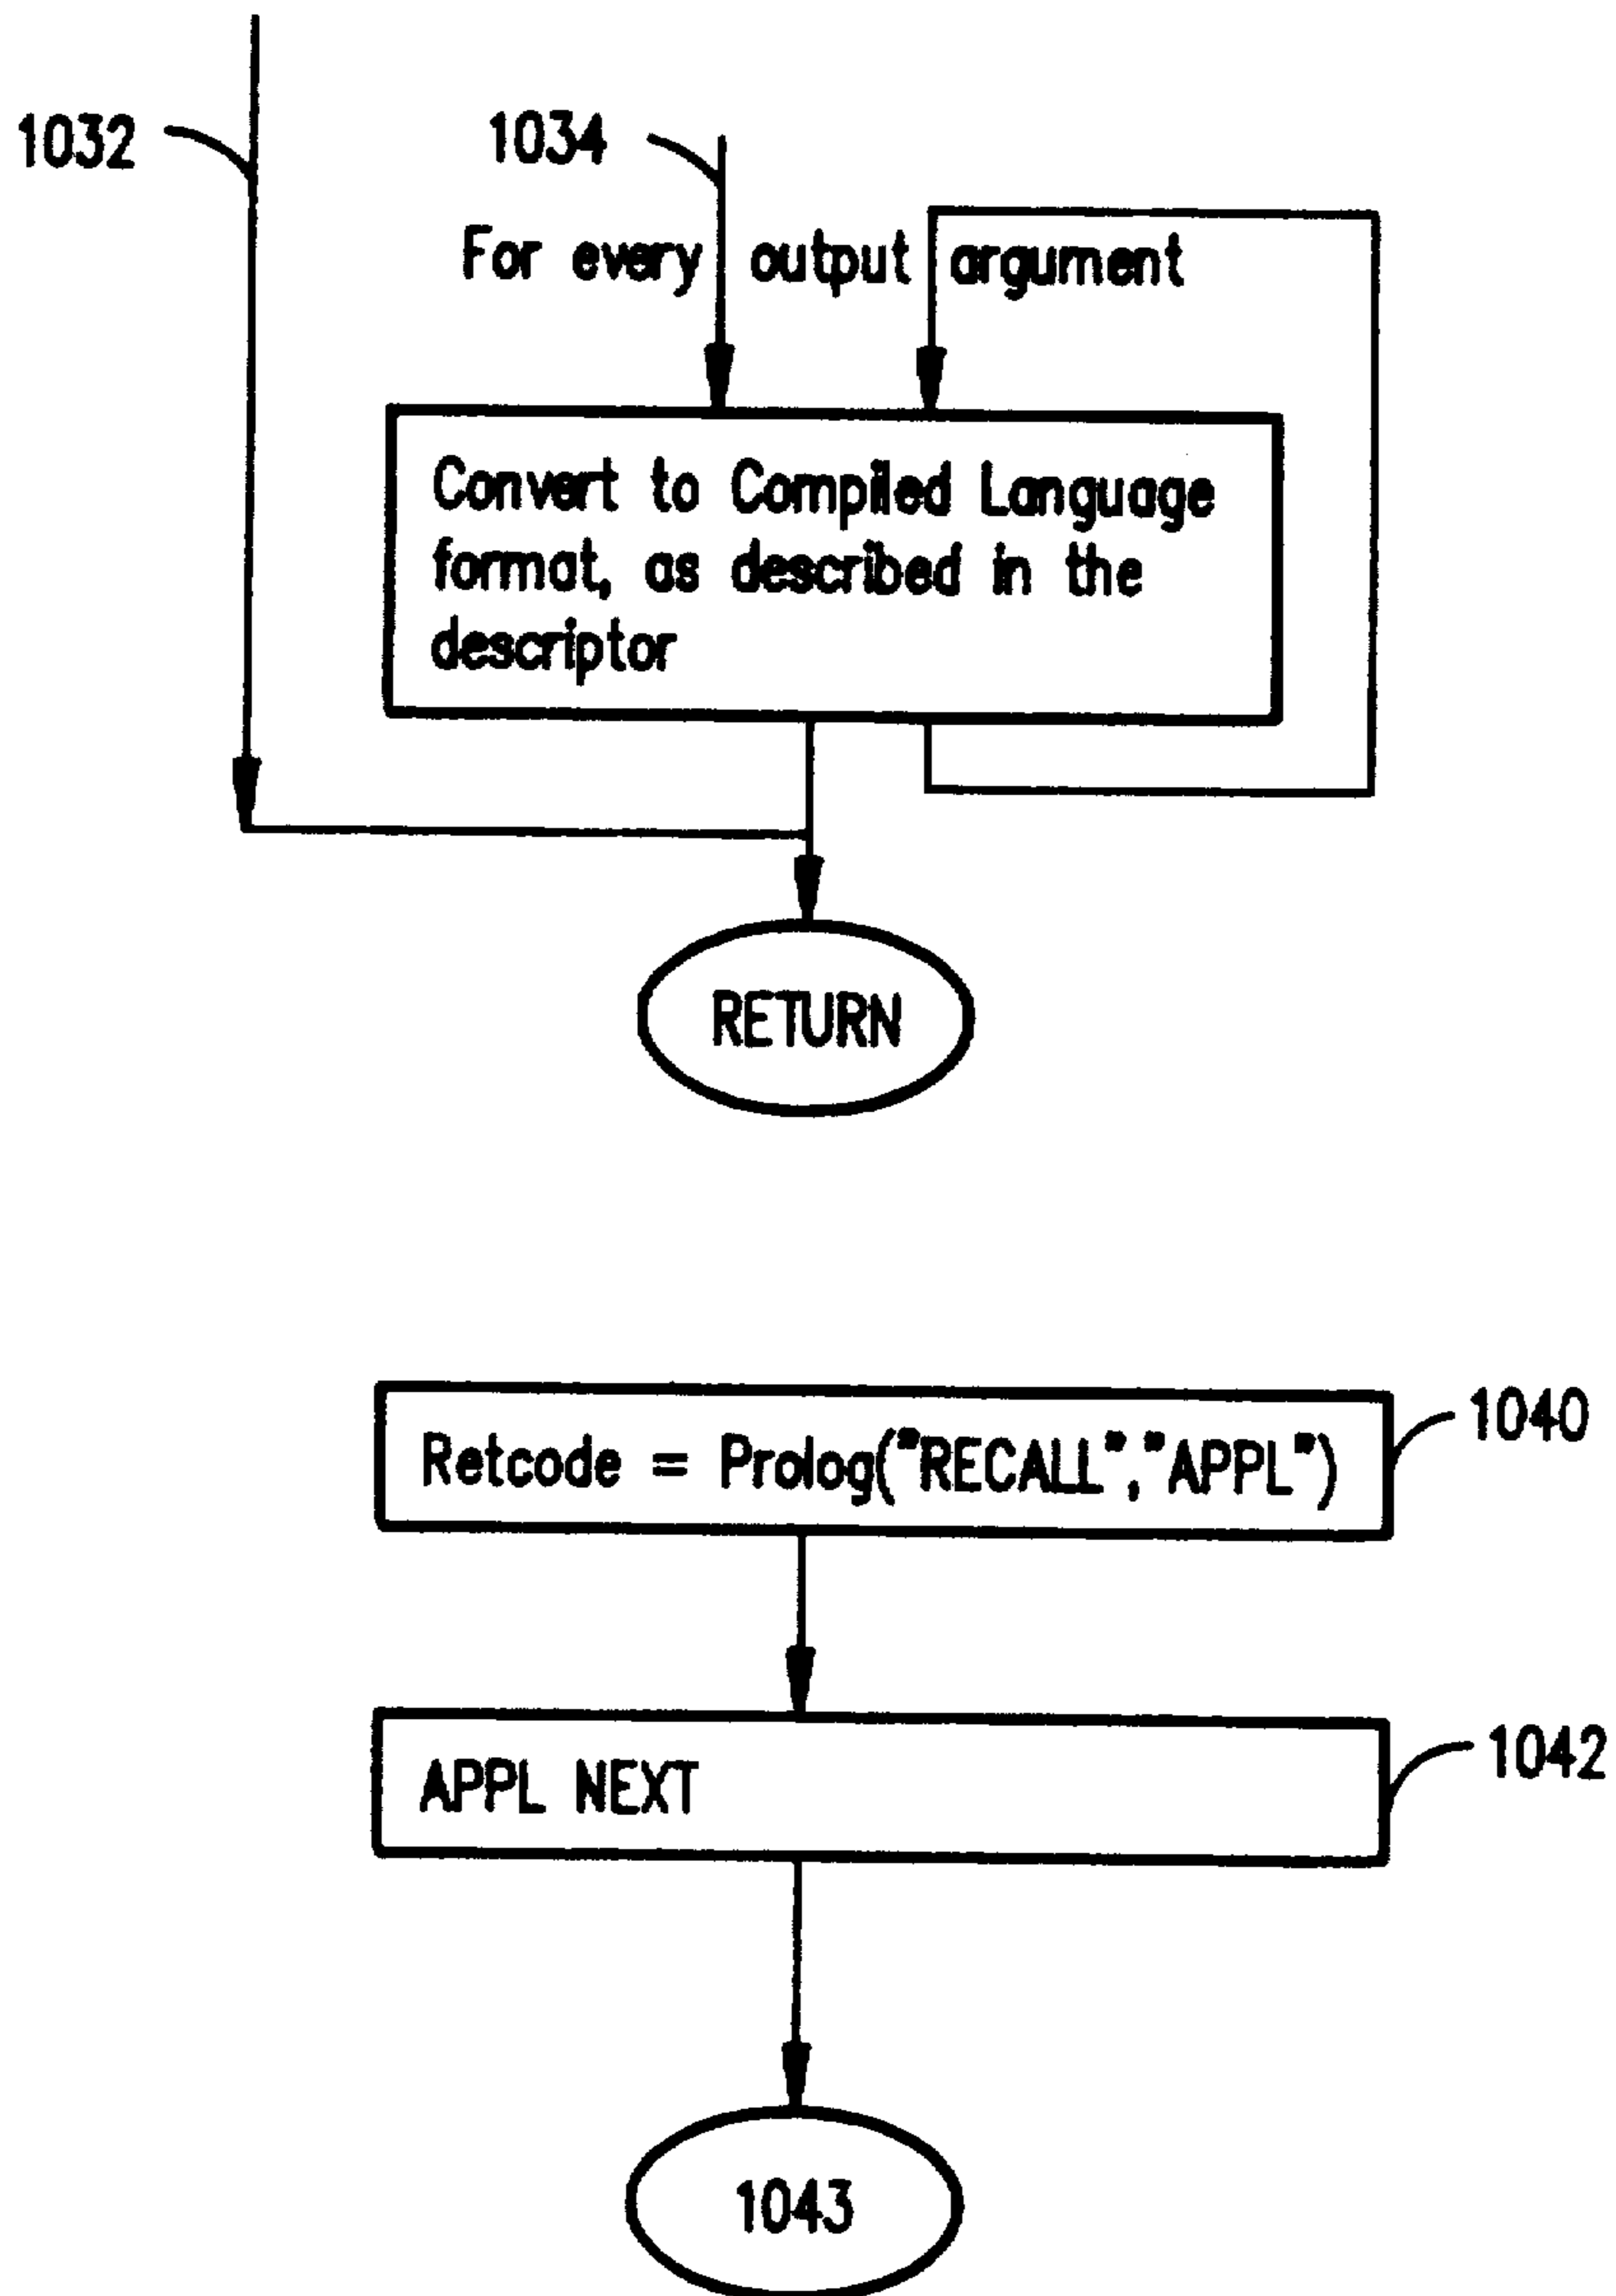 1032
1034
For every output argument
Convert to Compiled Language
format, as described in the
descriptor
RETURN
Retcode = Prolog("RECALL","APPL")
1040
APPL NEXT
1042
1043